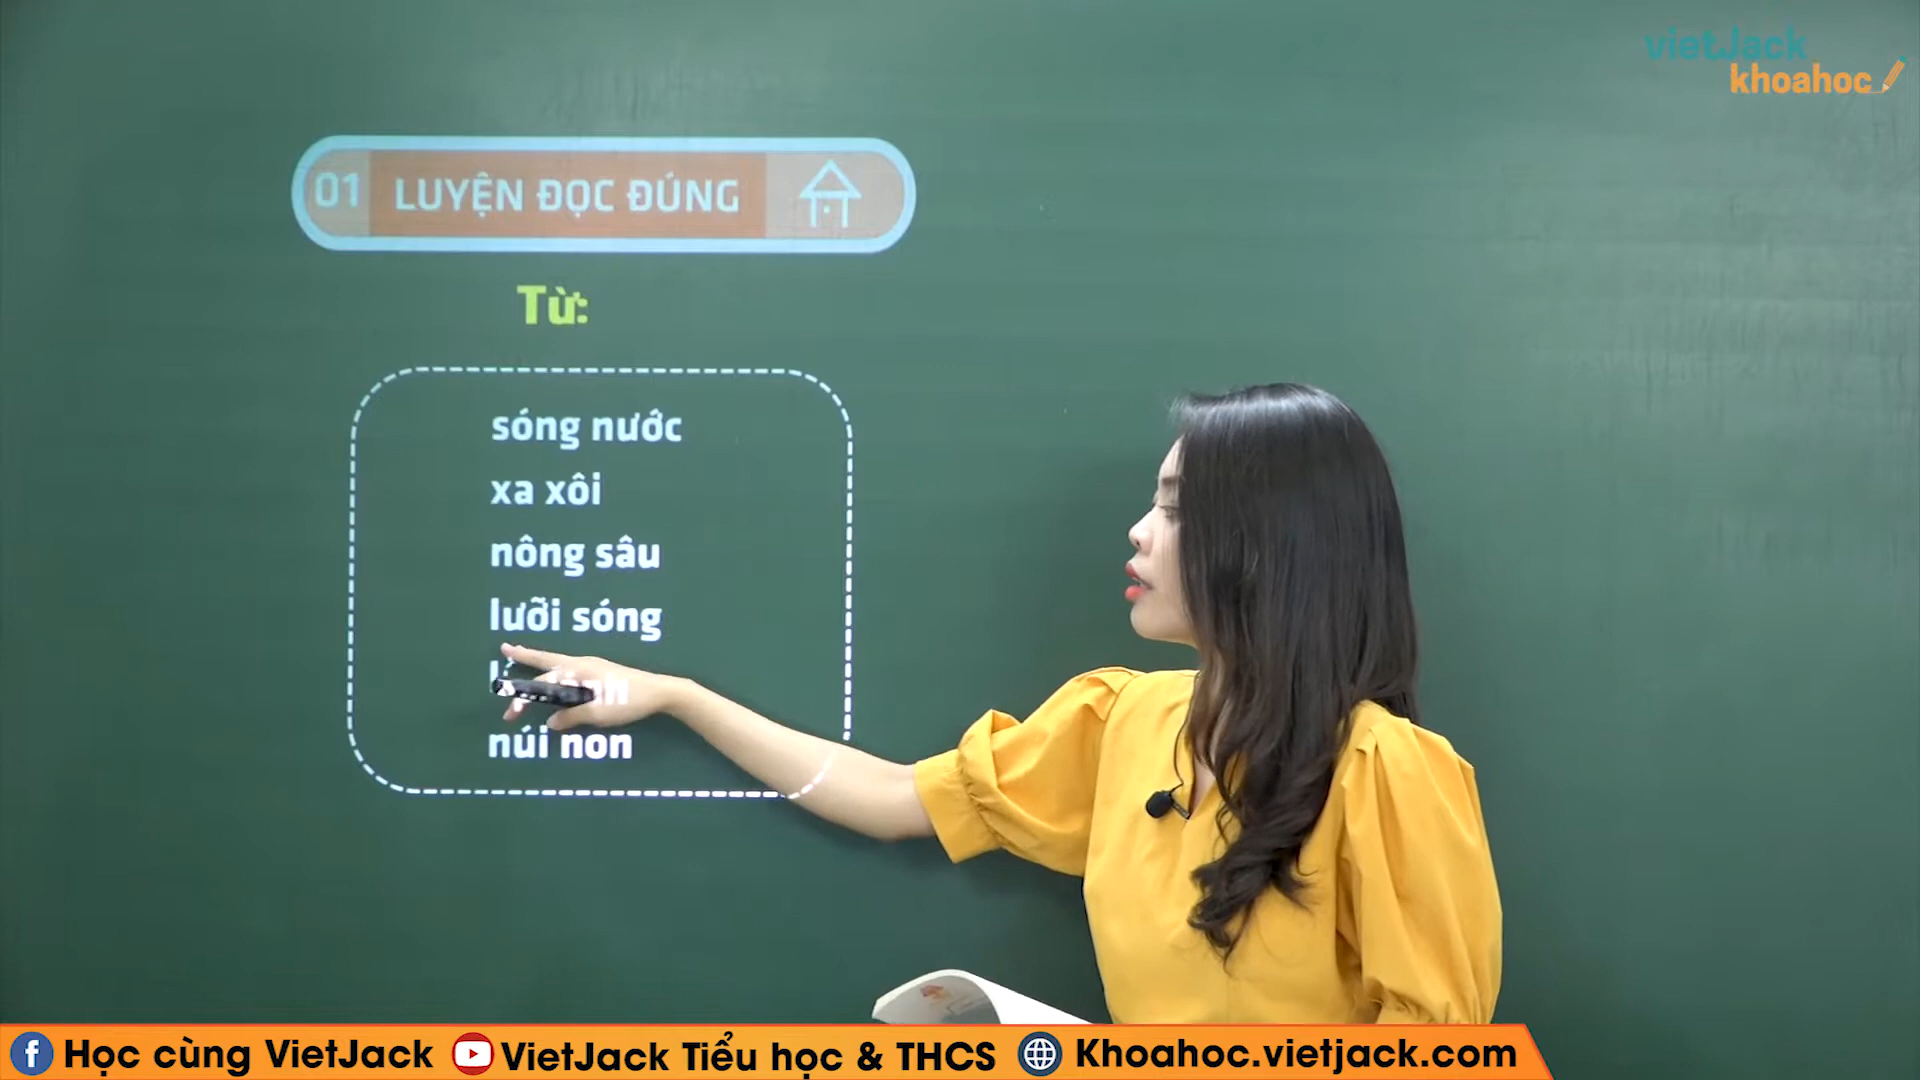 vietJack
khoahoc
01 LUYỆN ĐỌC ĐÚNG
Từ:
sóng nước
xa xôi
nông sâu
lưỡi sóng
núi non
Học cùng VietJack VietJack Tiểu học & THCS Khoahoc.vietjack.com